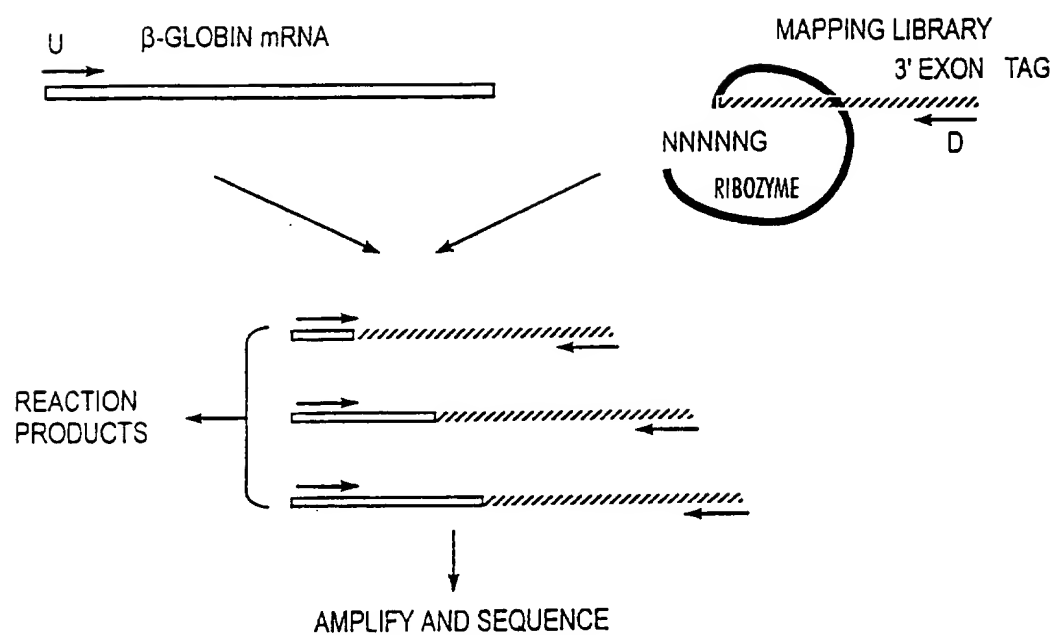 U
β-GLOBIN mRNA
MAPPING LIBRARY
3' EXON TAG
D
NNNNNG
RIBOZYME
REACTION
PRODUCTS
AMPLIFY AND SEQUENCE